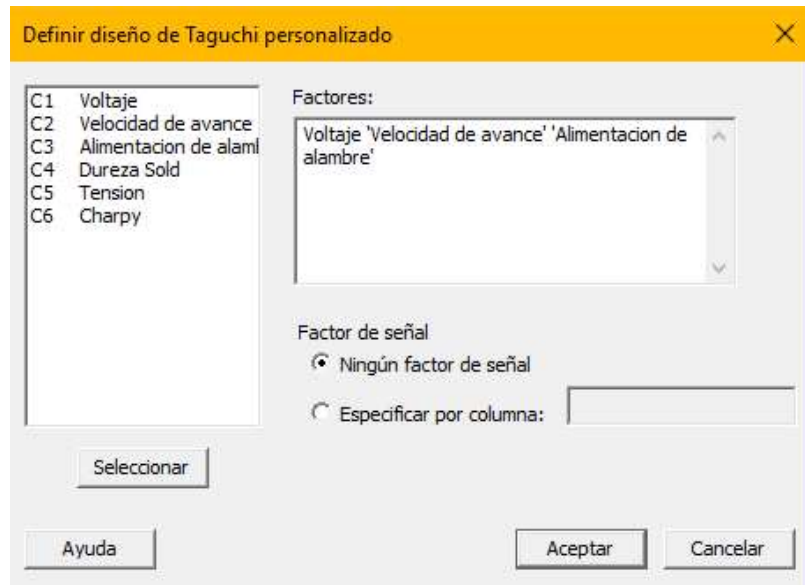 Definir diseño de Taguchi personalizado
C1 Voltaje
C2 Velocidad de avance
C3 Alimentacion de alaml
C4 Dureza Sold
C5 Tension
C6 Charpy
Factores:
Voltaje 'Velocidad de avance' 'Alimentacion de
alambre'
Factor de señal
Ningún factor de señal
Especificar por columna:
Seleccionar
Ayuda
Aceptar
Cancelar